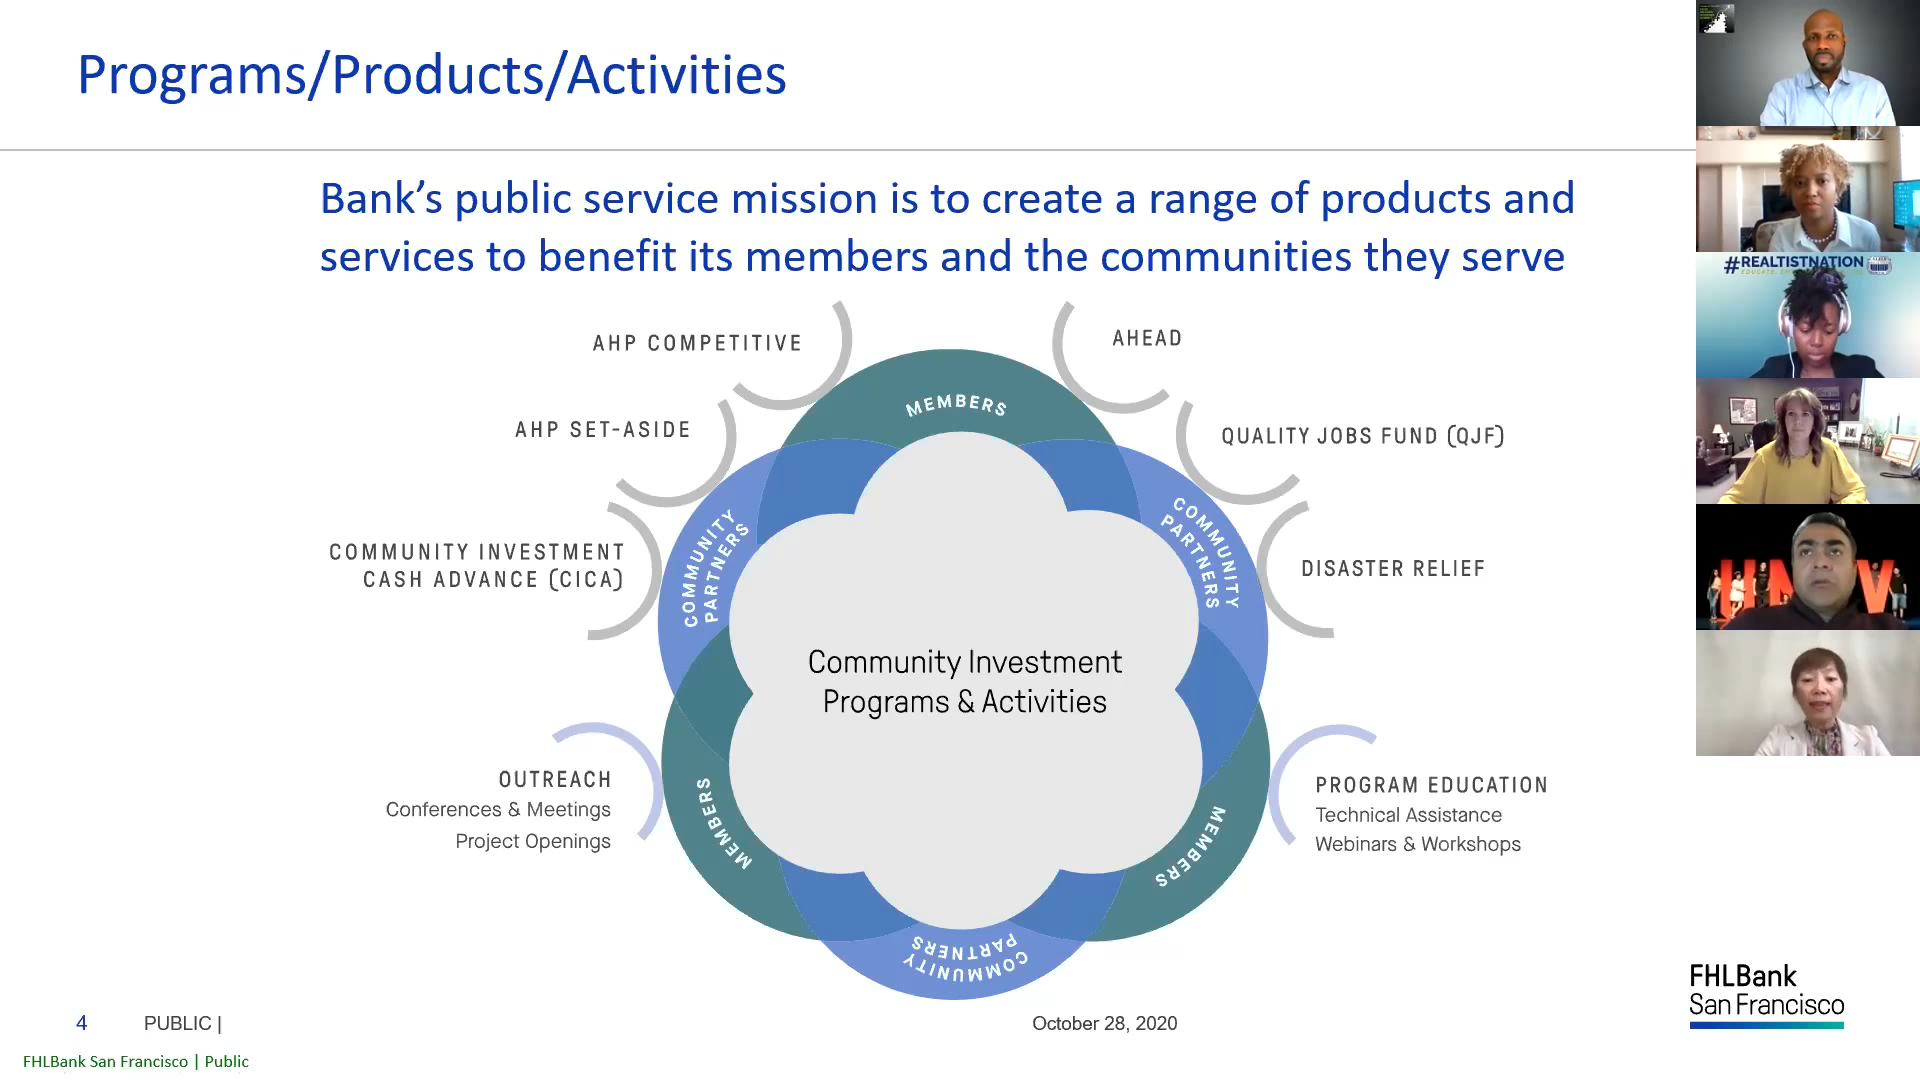 Programs/Products/Activities
Bank's public service mission is to create a range of products and
services to benefit its members and the communities they serve
AHP COMPETITIVE
AHEAD
AHP SET-ASIDE
QUALITY JOBS FUND (QJF)
COMMUNITY INVESTMENT
CASH ADVANCE (CICA)
DISASTER RELIEF
MEMBERS
COMMUNITY
PARTNERS
COMMUNITY
PARTNERS
Community Investment
Programs & Activities
OUTREACH
Conferences & Meetings
Project Openings
PROGRAM EDUCATION
Technical Assistance
Webinars & Workshops
MEMBERS
MEMBERS
COMMUNITY
PARTNERS
4
PUBLIC |
October 28, 2020
FHLBank
San Francisco
FHLBank San Francisco | Public
#REALTISTNATION